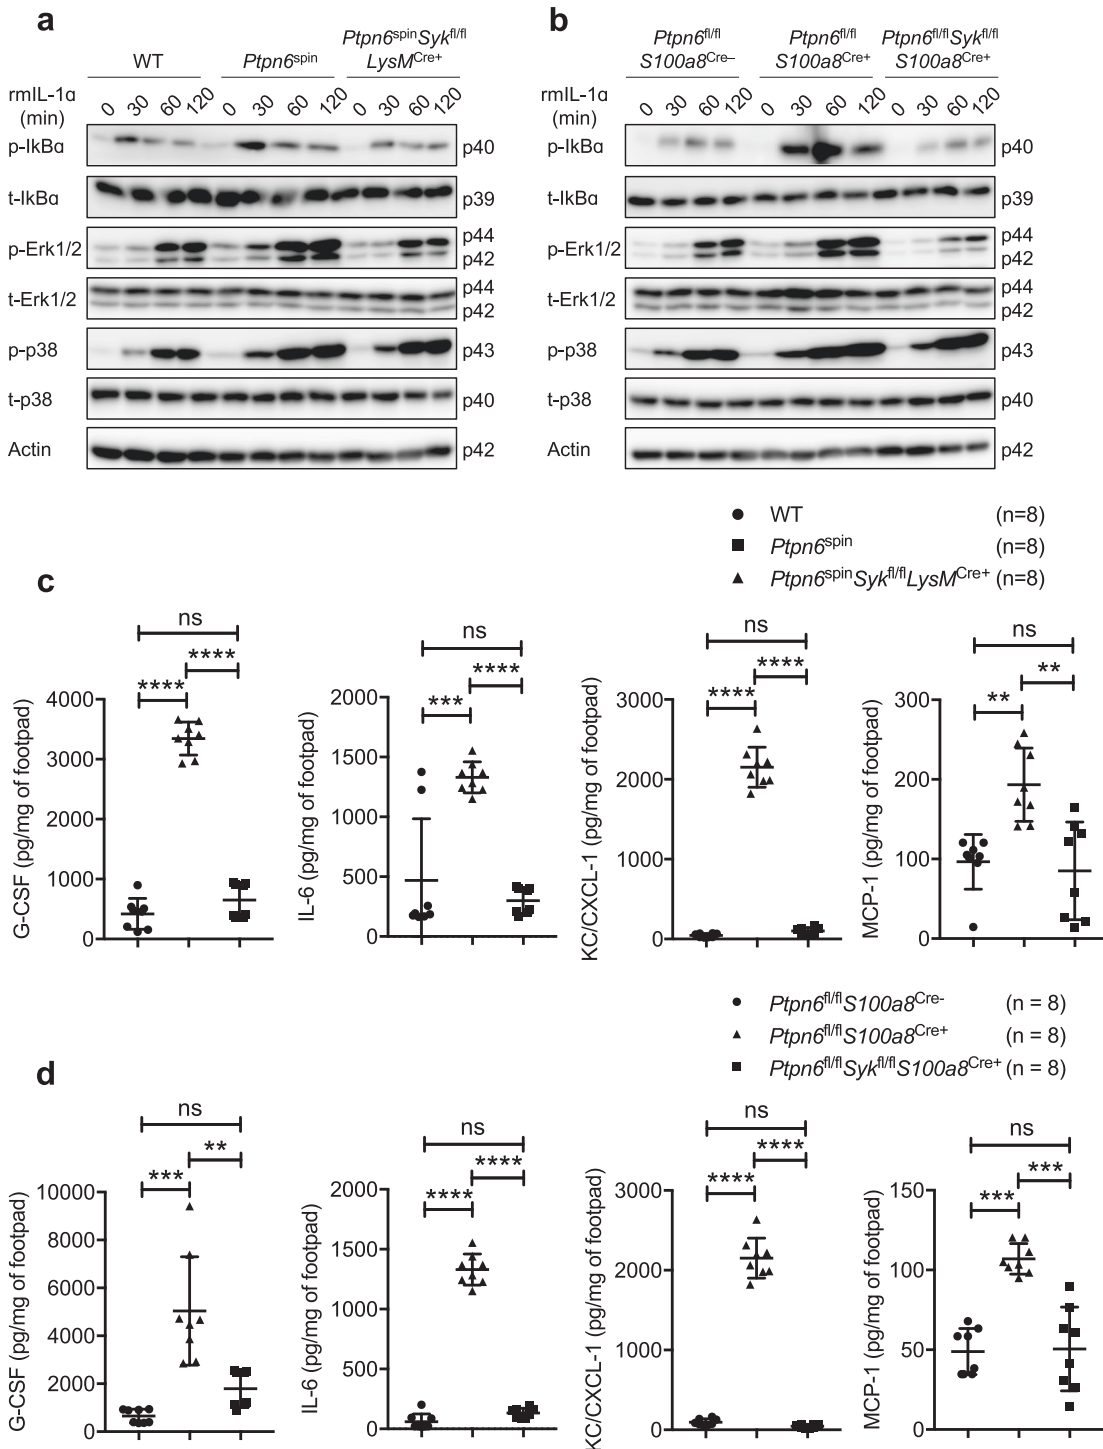 a
WT
Ptpn6spin
Ptpn6spinSykfl/fl
LysMCre+
rmIL-1α
(min)
0 30 60 120 0 30 60 120 0 30 60 120
p-IkBα p40
t-IkBα p39
p-Erk1/2 p44
p42
t-Erk1/2 p44
p42
p-p38 p43
t-p38 p40
Actin p42
b
Ptpn6fl/fl
S100a8Cre–
Ptpn6fl/fl
S100a8Cre+
Ptpn6fl/flSykfl/fl
S100a8Cre+
rmIL-1α
(min)
0 30 60 120 0 30 60 120 0 30 60 120
p-IkBα p40
t-IkBα p39
p-Erk1/2 p44
p42
t-Erk1/2 p44
p42
p-p38 p43
t-p38 p40
Actin p42
WT (n=8)
Ptpn6spin (n=8)
Ptpn6spinSykfl/flLysMCre+ (n=8)
c
ns
****
****
G-CSF (pg/mg of footpad)
4000
3000
2000
1000
0
ns
****
***
IL-6 (pg/mg of footpad)
2000
1500
1000
500
0
ns
****
****
KC/CXCL-1 (pg/mg of footpad)
3000
2000
1000
0
ns
**
**
MCP-1 (pg/mg of footpad)
300
200
100
0
Ptpn6fl/flS100a8Cre- (n = 8)
Ptpn6fl/flS100a8Cre+ (n = 8)
Ptpn6fl/flSykfl/flS100a8Cre+ (n = 8)
d
ns
**
***
G-CSF (pg/mg of footpad)
10000
8000
6000
4000
2000
0
ns
****
****
IL-6 (pg/mg of footpad)
2000
1500
1000
500
0
ns
****
****
KC/CXCL-1 (pg/mg of footpad)
3000
2000
1000
0
ns
***
***
MCP-1 (pg/mg of footpad)
150
100
50
0